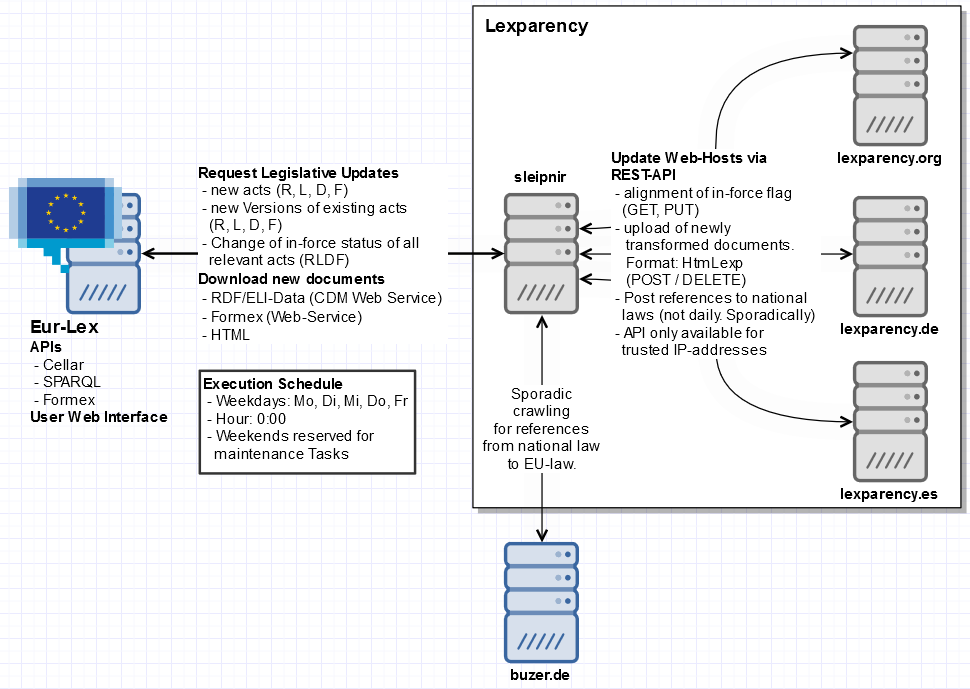 Lexparency
lexparency.org
sleipnir
Update Web-Hosts via
REST-API
- alignment of in-force flag
(GET, PUT)
- upload of newly
transformed documents.
Format: HtmLexp
(POST / DELETE)
- Post references to national
laws (not daily. Sporadically)
- API only available for
trusted IP-addresses
lexparency.de
lexparency.es
Request Legislative Updates
- new acts (R, L, D, F)
- new Versions of existing acts
(R, L, D, F)
- Change of in-force status of all
relevant acts (RLDF)
Download new documents
- RDF/ELI-Data (CDM Web Service)
- Formex (Web-Service)
- HTML
Eur-Lex
APIs
- Cellar
- SPARQL
- Formex
User Web Interface
Execution Schedule
- Weekdays: Mo, Di, Mi, Do, Fr
- Hour: 0:00
- Weekends reserved for
maintenance Tasks
Sporadic
crawling
for references
from national law
to EU-law.
buzer.de